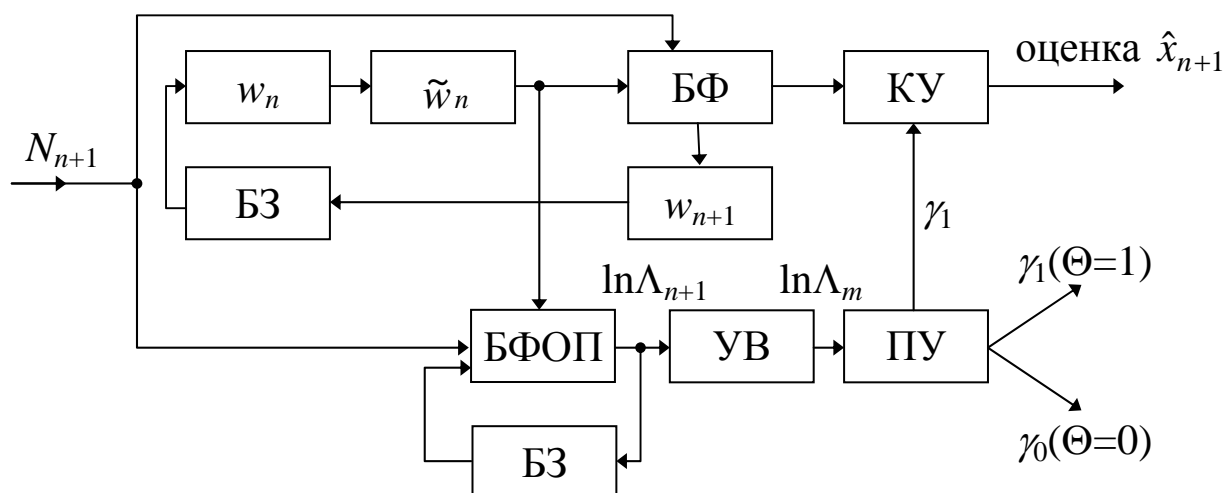 оценка x̂ₙ₊₁
wₙ
w̃ₙ
БФ
КУ
Nₙ₊₁
БЗ
wₙ₊₁
γ₁
lnΛₙ₊₁
lnΛₘ
γ₁(Θ=1)
БФОП
УВ
ПУ
γ₀(Θ=0)
БЗ